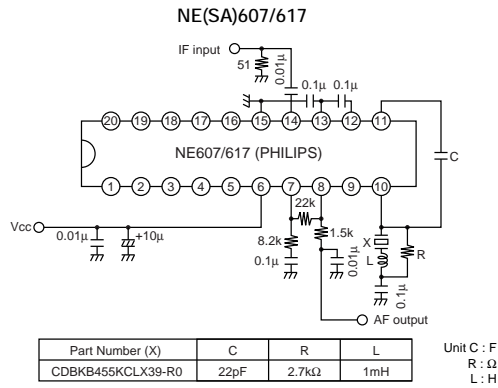 NE(SA)607/617
IF input
51
0.01μ
0.1μ 0.1μ
20 19 18 17 16 15 14 13 12 11
NE607/617 (PHILIPS)
C
1 2 3 4 5 6 7 8 9 10
22k
Vcc
0.01μ
+10μ
8.2k
0.1μ
1.5k
0.01μ
X
L
R
0.1μ
AF output
Part Number (X) C R L
CDBKB455KCLX39-R0 22pF 2.7kΩ 1mH
Unit C : F
R : Ω
L : H